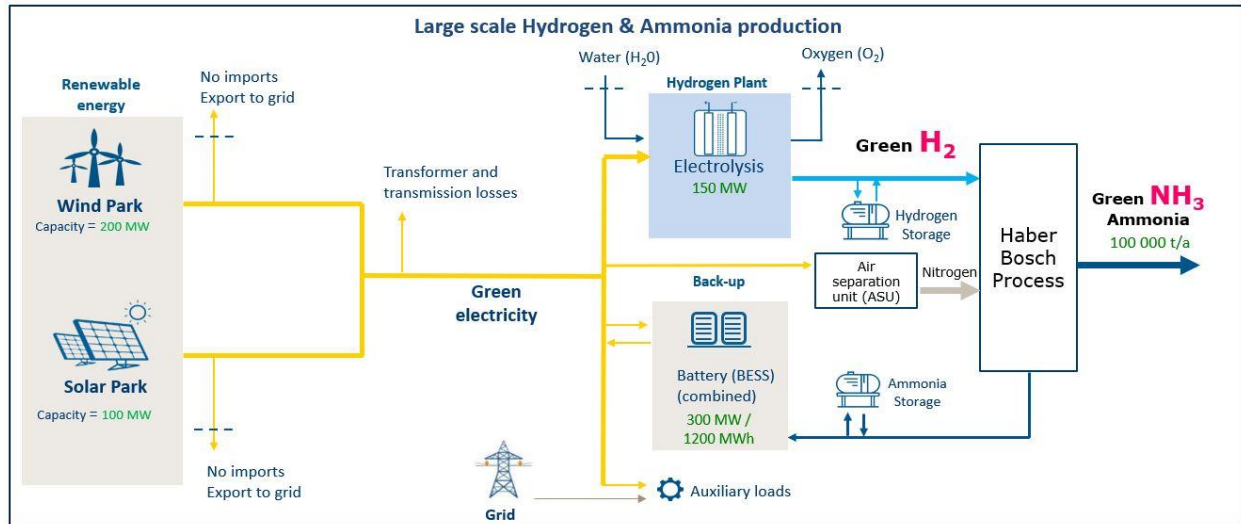 Large scale Hydrogen & Ammonia production
Renewable
energy
No imports
Export to grid
Wind Park
Capacity = 200 MW
Solar Park
Capacity = 100 MW
No imports
Export to grid
Transformer and
transmission losses
Green
electricity
Grid
Water (H₂0)
Oxygen (O₂)
Hydrogen Plant
Electrolysis
150 MW
Green H₂
Hydrogen
Storage
Air
separation
unit (ASU)
Nitrogen
Back-up
Battery (BESS)
(combined)
300 MW /
1200 MWh
Ammonia
Storage
Auxiliary loads
Haber
Bosch
Process
Green NH₃
Ammonia
100 000 t/a